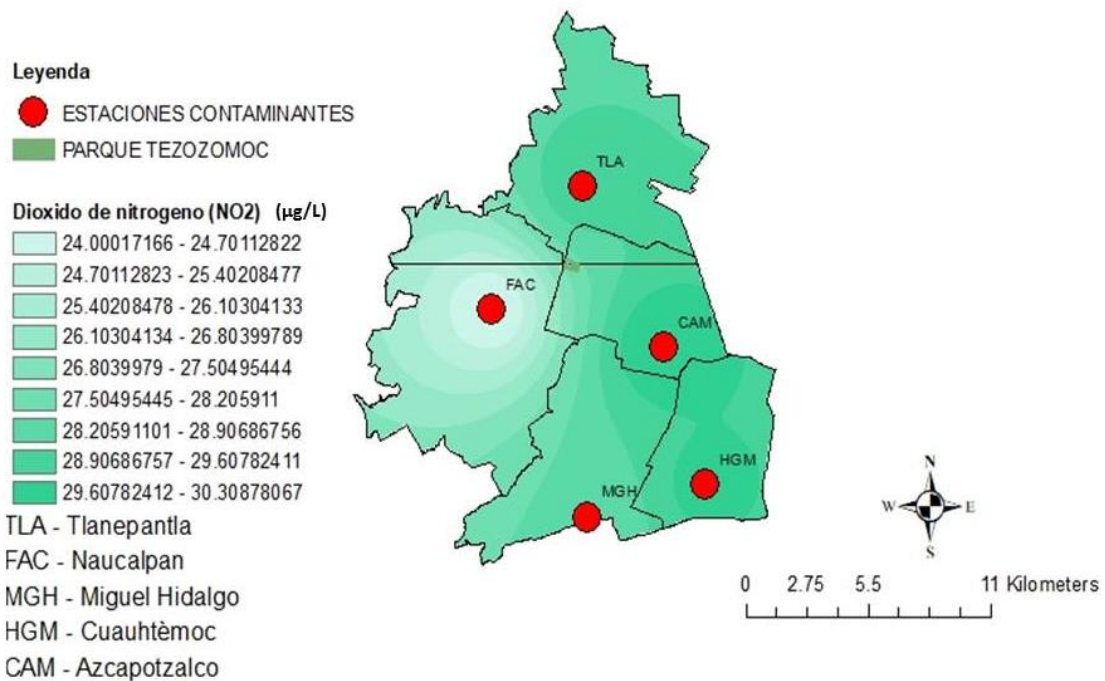 Leyenda
ESTACIONES CONTAMINANTES
PARQUE TEZOZOMOC
Dioxido de nitrogeno (NO2) (µg/L)
24.00017166 - 24.70112822
24.70112823 - 25.40208477
25.40208478 - 26.10304133
26.10304134 - 26.80399789
26.8039979 - 27.50495444
27.50495445 - 28.205911
28.20591101 - 28.90686756
28.90686757 - 29.60782411
29.60782412 - 30.30878067
TLA - Tlanepantla
FAC - Naucalpan
MGH - Miguel Hidalgo
HGM - Cuauhtèmoc
CAM - Azcapotzalco
TLA
FAC
CAM
HGM
MGH
N
W E
S
0 2.75 5.5 11 Kilometers